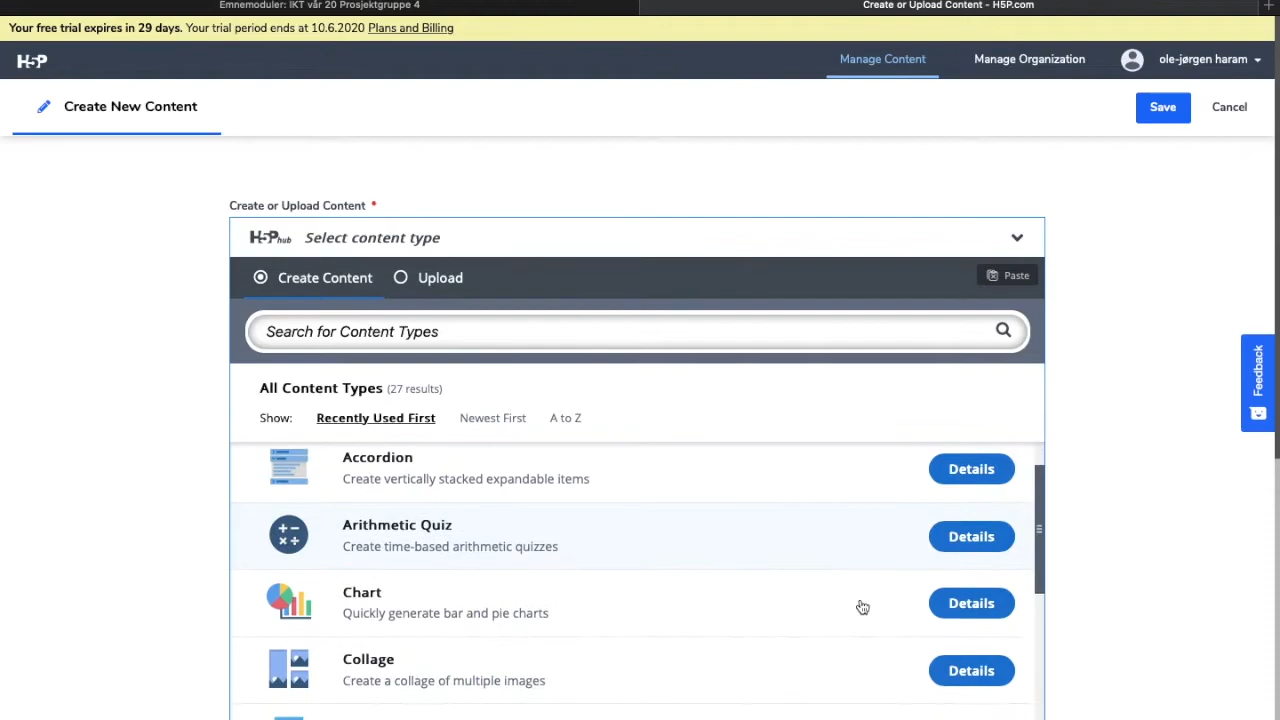 Emnemoduler: IKT vår 20 Prosjektgruppe 4
Create or Upload Content - H5P.com
Your free trial expires in 29 days. Your trial period ends at 10.6.2020 Plans and Billing
H5P
Manage Content
Manage Organization
ole-jørgen haram
Create New Content
Save
Cancel
Create or Upload Content *
H5Phub Select content type
Create Content
Upload
Paste
Search for Content Types
All Content Types (27 results)
Show: Recently Used First Newest First A to Z
Accordion
Create vertically stacked expandable items
Details
Arithmetic Quiz
Create time-based arithmetic quizzes
Details
Chart
Quickly generate bar and pie charts
Details
Collage
Create a collage of multiple images
Details
Feedback